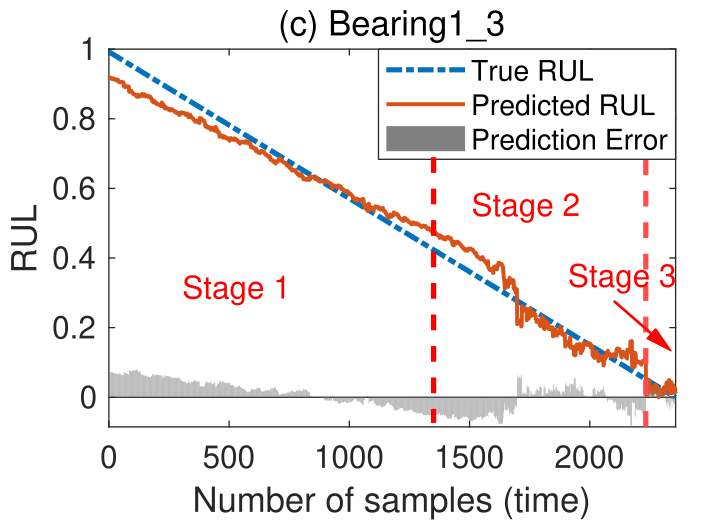 (c) Bearing1_3
True RUL
Predicted RUL
Prediction Error
Stage 1
Stage 2
Stage 3
RUL
1
0.8
0.6
0.4
0.2
0
0
500
1000
1500
2000
Number of samples (time)